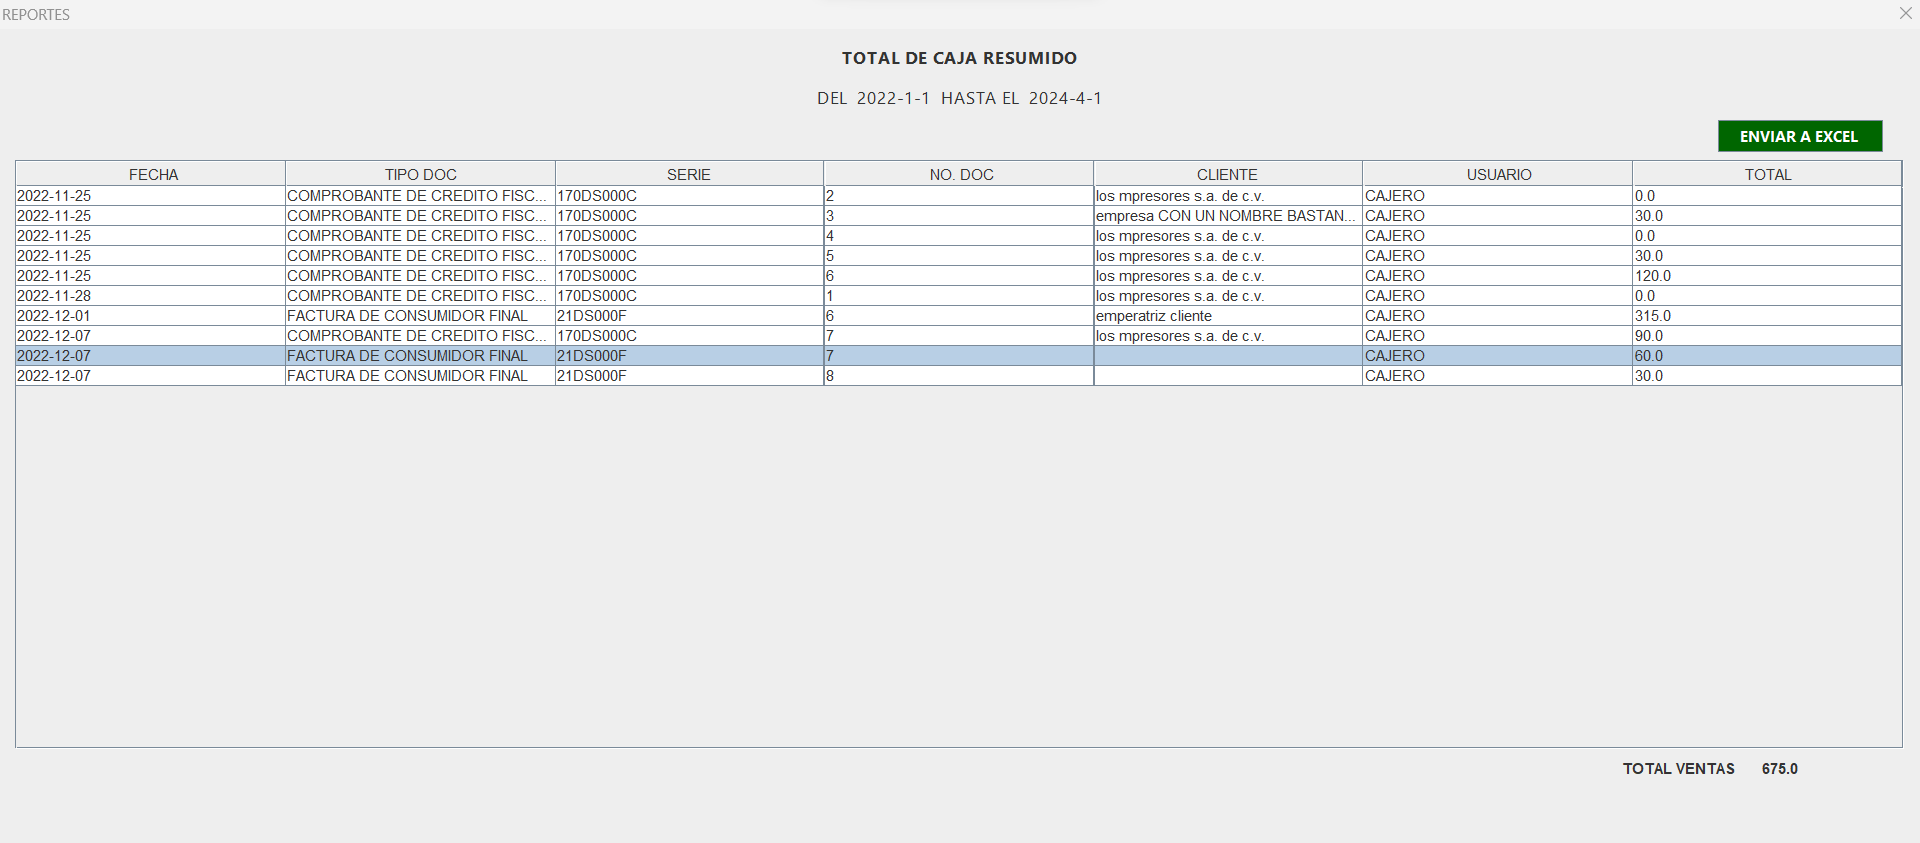 REPORTES
TOTAL DE CAJA RESUMIDO
DEL 2022-1-1 HASTA EL 2024-4-1
ENVIAR A EXCEL
FECHA TIPO DOC SERIE NO. DOC CLIENTE USUARIO TOTAL
2022-11-25 COMPROBANTE DE CREDITO FISC... 170DS000C 2 los mpresores s.a. de c.v. CAJERO 0.0
2022-11-25 COMPROBANTE DE CREDITO FISC... 170DS000C 3 empresa CON UN NOMBRE BASTAN... CAJERO 30.0
2022-11-25 COMPROBANTE DE CREDITO FISC... 170DS000C 4 los mpresores s.a. de c.v. CAJERO 0.0
2022-11-25 COMPROBANTE DE CREDITO FISC... 170DS000C 5 los mpresores s.a. de c.v. CAJERO 30.0
2022-11-25 COMPROBANTE DE CREDITO FISC... 170DS000C 6 los mpresores s.a. de c.v. CAJERO 120.0
2022-11-28 COMPROBANTE DE CREDITO FISC... 170DS000C 1 los mpresores s.a. de c.v. CAJERO 0.0
2022-12-01 FACTURA DE CONSUMIDOR FINAL 21DS000F 6 emperatriz cliente CAJERO 315.0
2022-12-07 COMPROBANTE DE CREDITO FISC... 170DS000C 7 los mpresores s.a. de c.v. CAJERO 90.0
2022-12-07 FACTURA DE CONSUMIDOR FINAL 21DS000F 7 CAJERO 60.0
2022-12-07 FACTURA DE CONSUMIDOR FINAL 21DS000F 8 CAJERO 30.0
TOTAL VENTAS 675.0